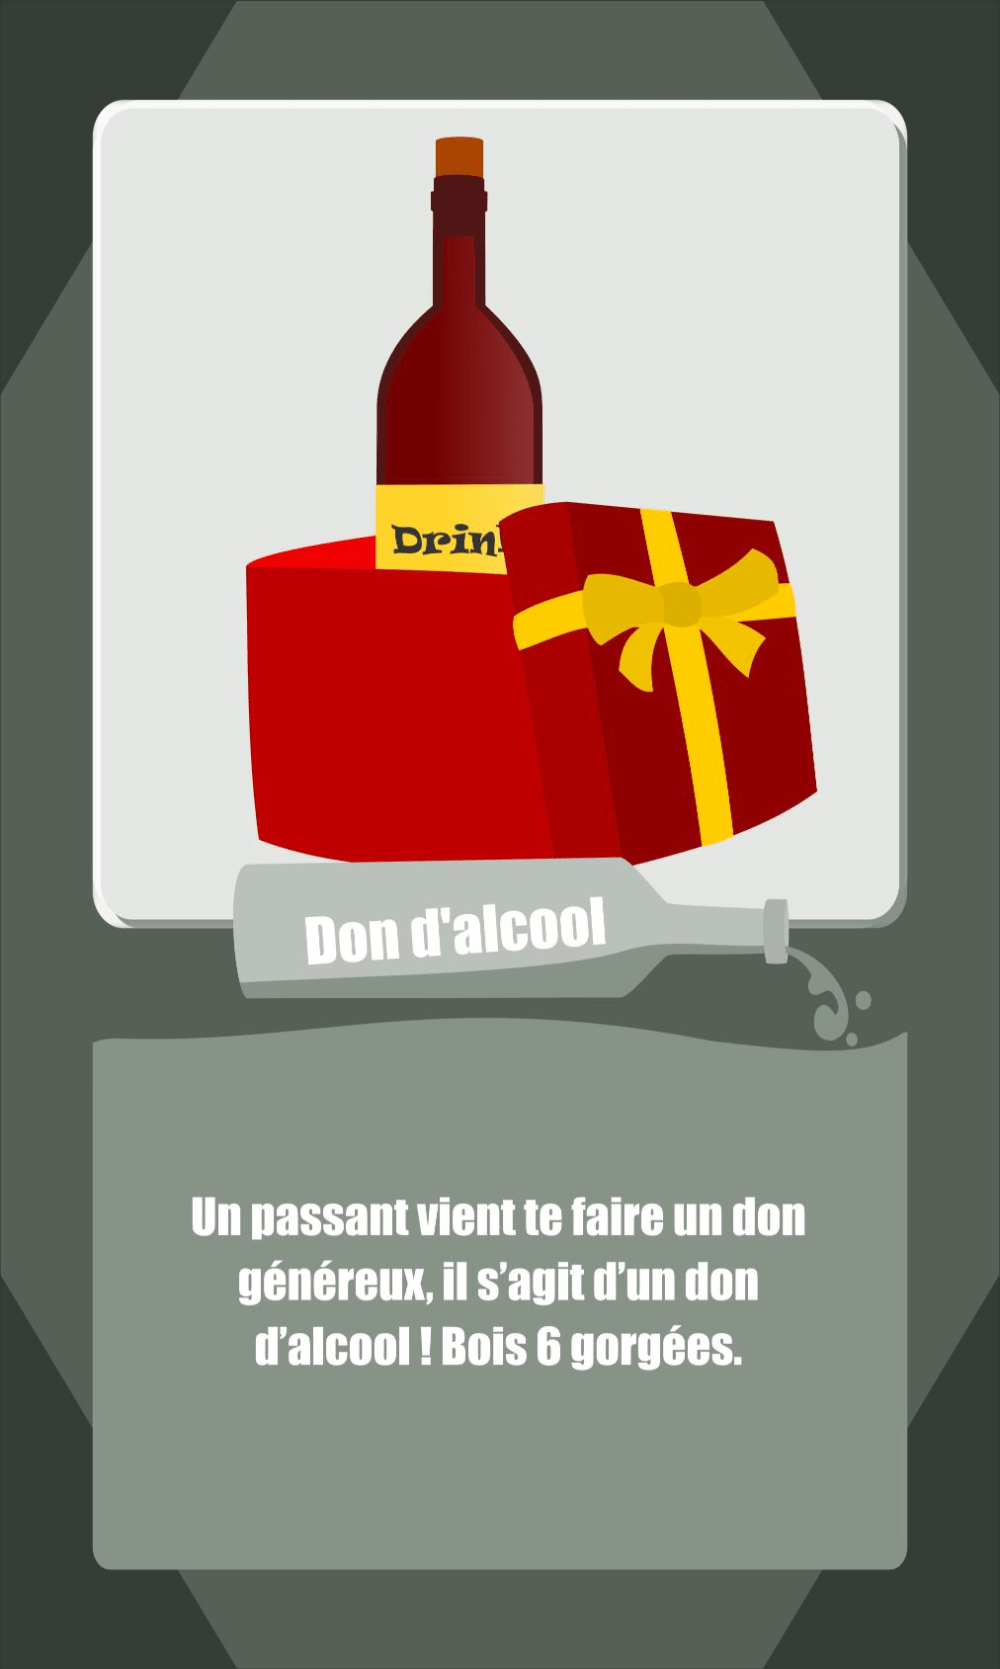 Drin
Don d'alcool
Un passant vient te faire un don
généreux, il s’agit d’un don
d’alcool ! Bois 6 gorgées.